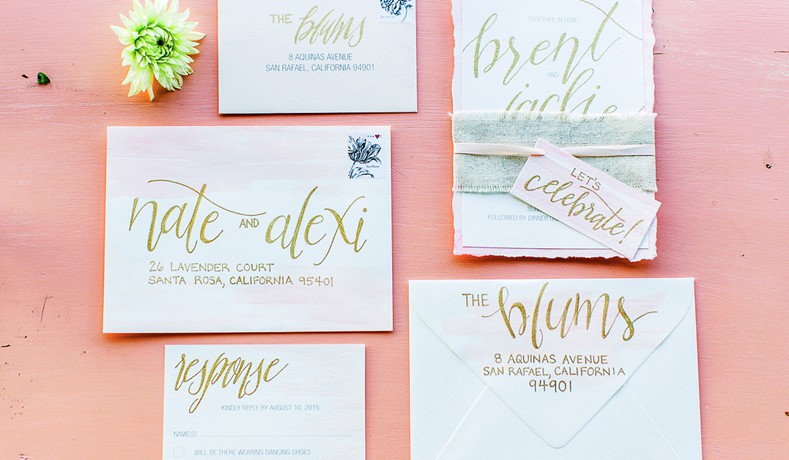 THE blums
8 AQUINAS AVENUE
SAN RAFAEL, CALIFORNIA 94901
TOGETHER IN LOVE
brent
AND
jackie
FOLLOWED BY DINNER
LET'S
celebrate!
nate AND alexi
26 LAVENDER COURT
SANTA ROSA, CALIFORNIA 95401
THE blums
8 AQUINAS AVENUE
SAN RAFAEL, CALIFORNIA
94901
response
KINDLY REPLY BY AUGUST 10, 2015
NAME(S)
WILL BE THERE WEARING DANCING SHOES